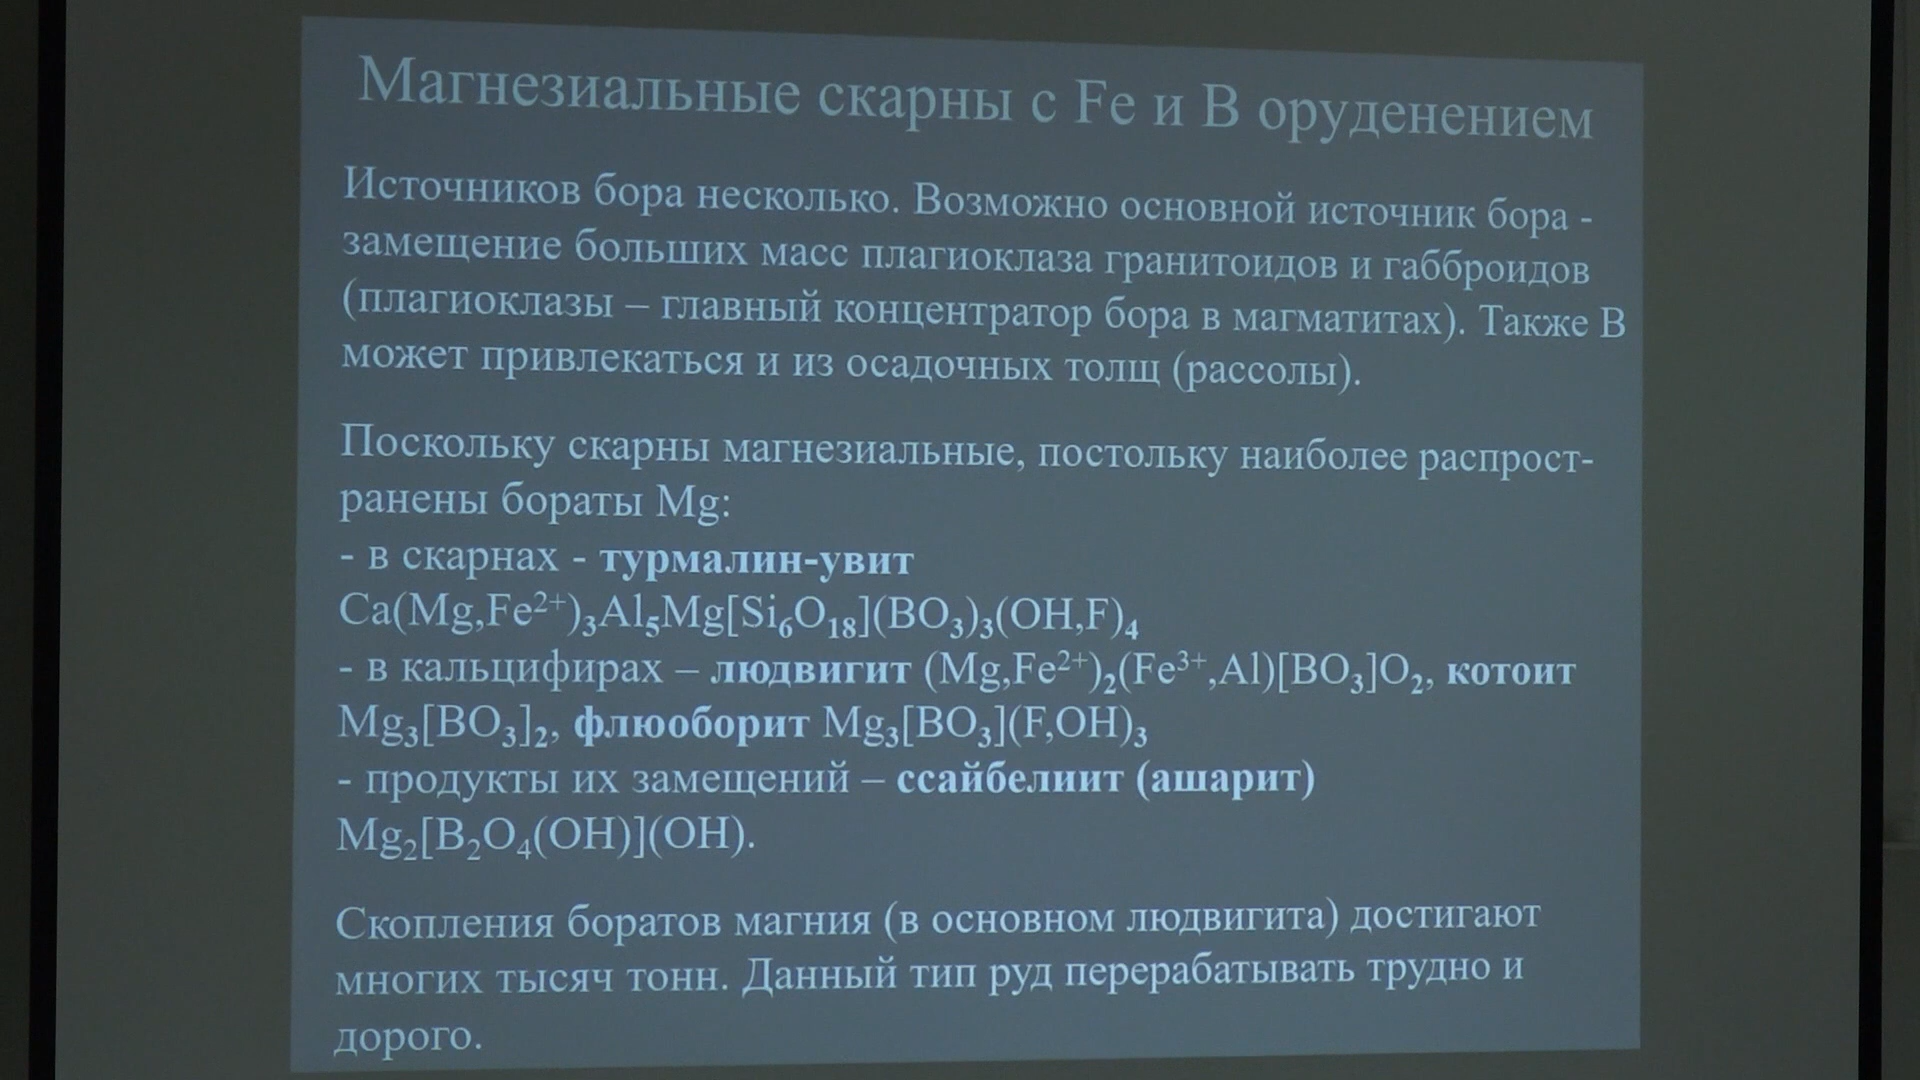 Магнезиальные скарны с Fe и B оруденением
Источников бора несколько. Возможно основной источник бора -
замещение больших масс плагиоклаза гранитоидов и габброидов
(плагиоклазы – главный концентратор бора в магматитах). Также В
может привлекаться и из осадочных толщ (рассолы).
Поскольку скарны магнезиальные, постольку наиболее распрост-
ранены бораты Mg:
- в скарнах - турмалин-увит
Ca(Mg,Fe²⁺)₃Al₅Mg[Si₆O₁₈](BO₃)₃(OH,F)₄
- в кальцифирах – людвигит (Mg,Fe²⁺)₂(Fe³⁺,Al)[BO₃]O₂, котоит
Mg₃[BO₃]₂, флюоборит Mg₃[BO₃](F,OH)₃
- продукты их замещений – ссайбелиит (ашарит)
Mg₂[B₂O₄(OH)](OH).
Скопления боратов магния (в основном людвигита) достигают
многих тысяч тонн. Данный тип руд перерабатывать трудно и
дорого.